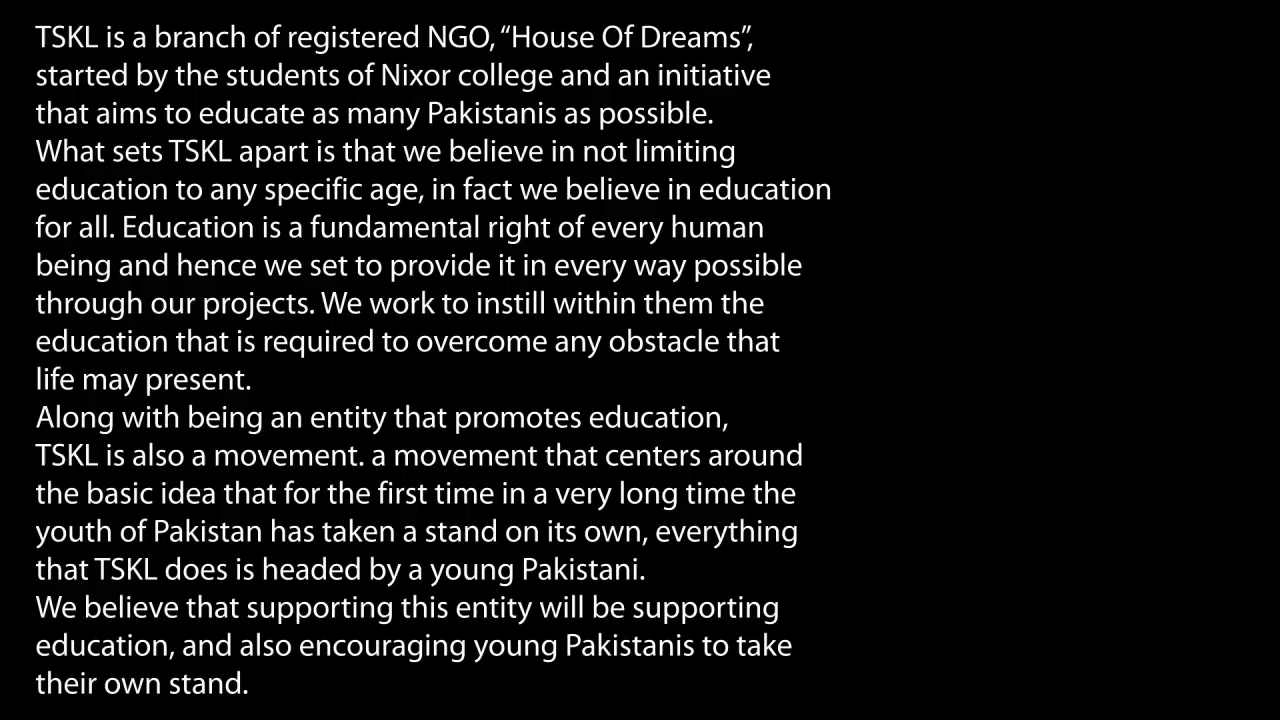 TSKL is a branch of registered NGO, “House Of Dreams”,
started by the students of Nixor college and an initiative
that aims to educate as many Pakistanis as possible.
What sets TSKL apart is that we believe in not limiting
education to any specific age, in fact we believe in education
for all. Education is a fundamental right of every human
being and hence we set to provide it in every way possible
through our projects. We work to instill within them the
education that is required to overcome any obstacle that
life may present.
Along with being an entity that promotes education,
TSKL is also a movement. a movement that centers around
the basic idea that for the first time in a very long time the
youth of Pakistan has taken a stand on its own, everything
that TSKL does is headed by a young Pakistani.
We believe that supporting this entity will be supporting
education, and also encouraging young Pakistanis to take
their own stand.